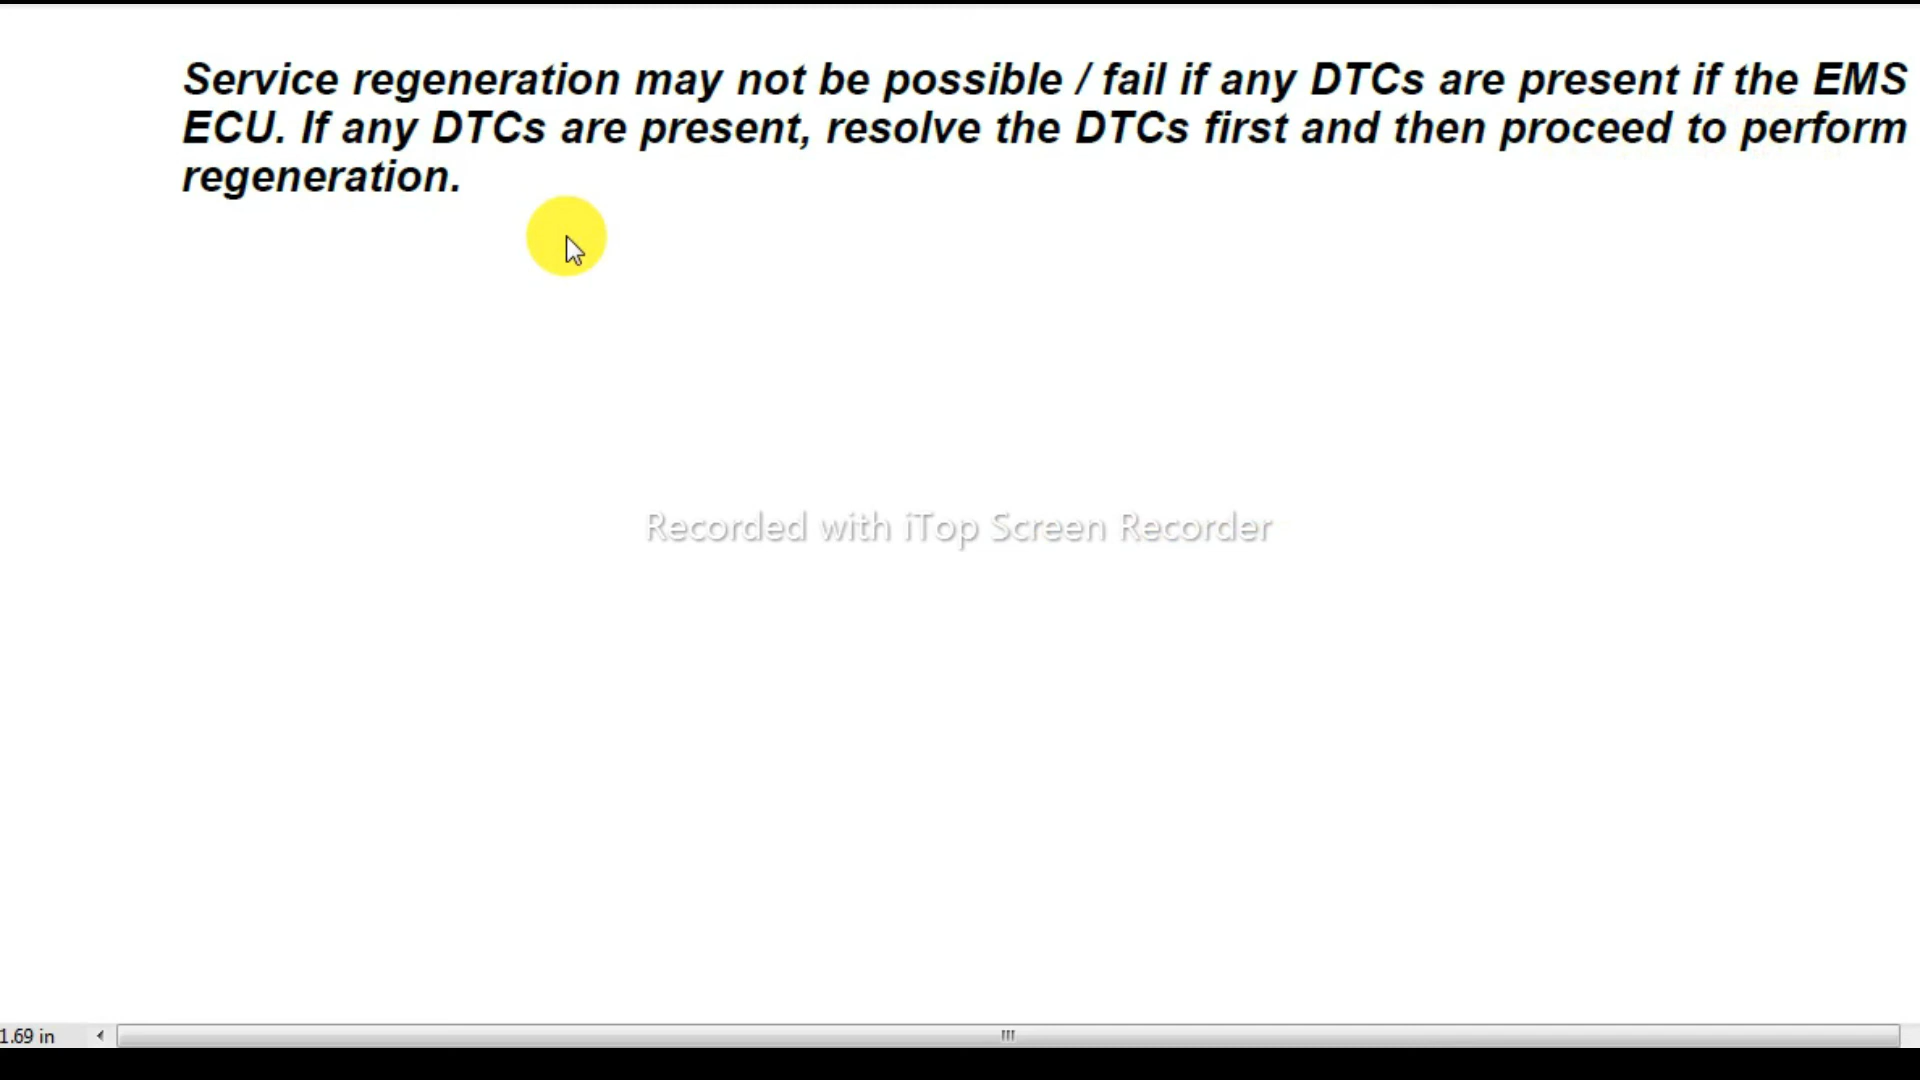 Service regeneration may not be possible / fail if any DTCs are present if the EMS
ECU. If any DTCs are present, resolve the DTCs first and then proceed to perform
regeneration.
Recorded with iTop Screen Recorder
1.69 in